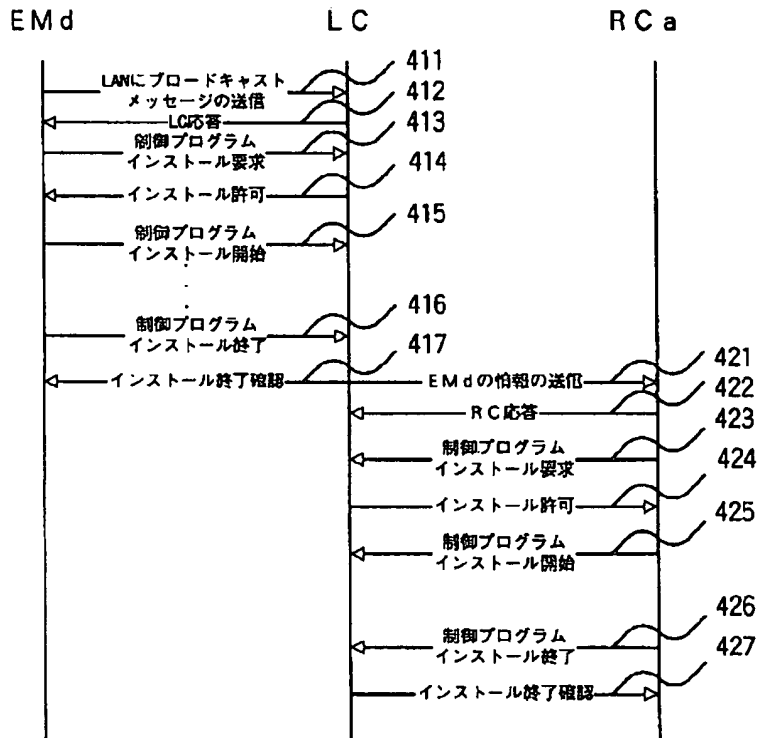 EMd
LC
RCa
LANにブロードキャスト
メッセージの送信
411
LC応答
412
制御プログラム
インストール要求
413
インストール許可
414
制御プログラム
インストール開始
415
制御プログラム
インストール終了
416
インストール終了確認
417
EMdの情報の送信
421
RC応答
422
制御プログラム
インストール要求
423
インストール許可
424
制御プログラム
インストール開始
425
制御プログラム
インストール終了
426
インストール終了確認
427